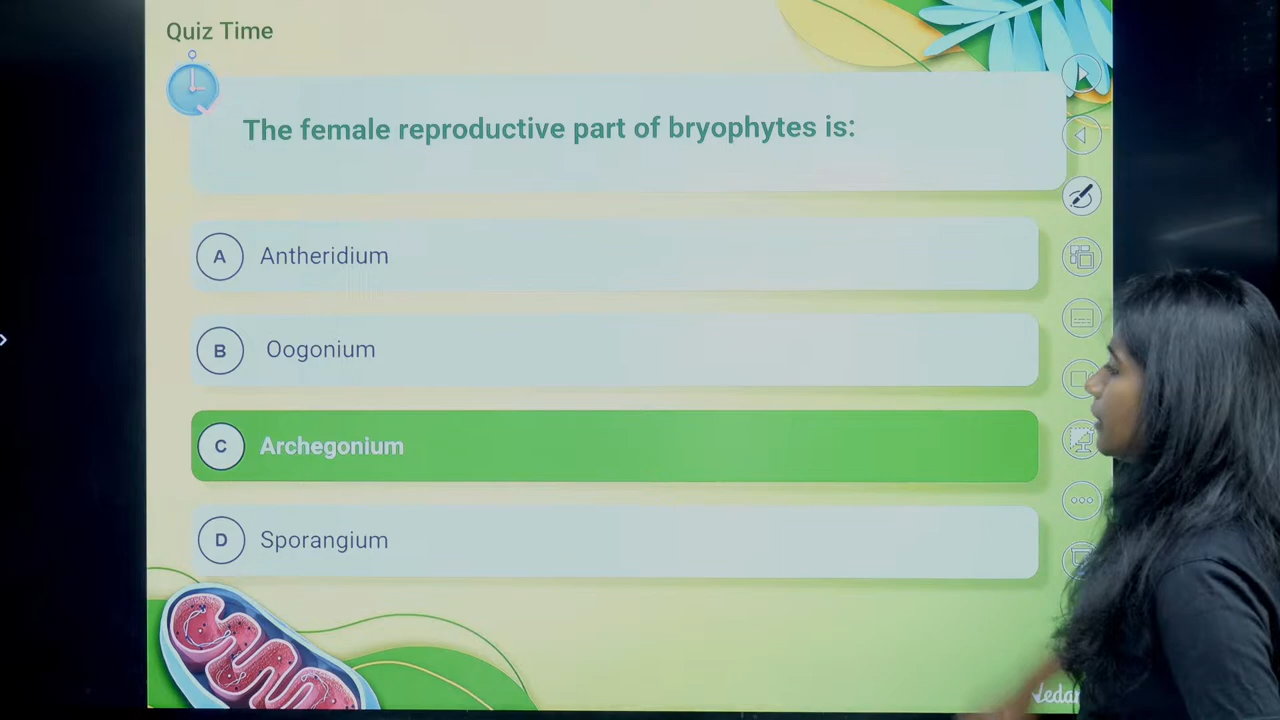 Quiz Time
The female reproductive part of bryophytes is:
A Antheridium
B Oogonium
C Archegonium
D Sporangium